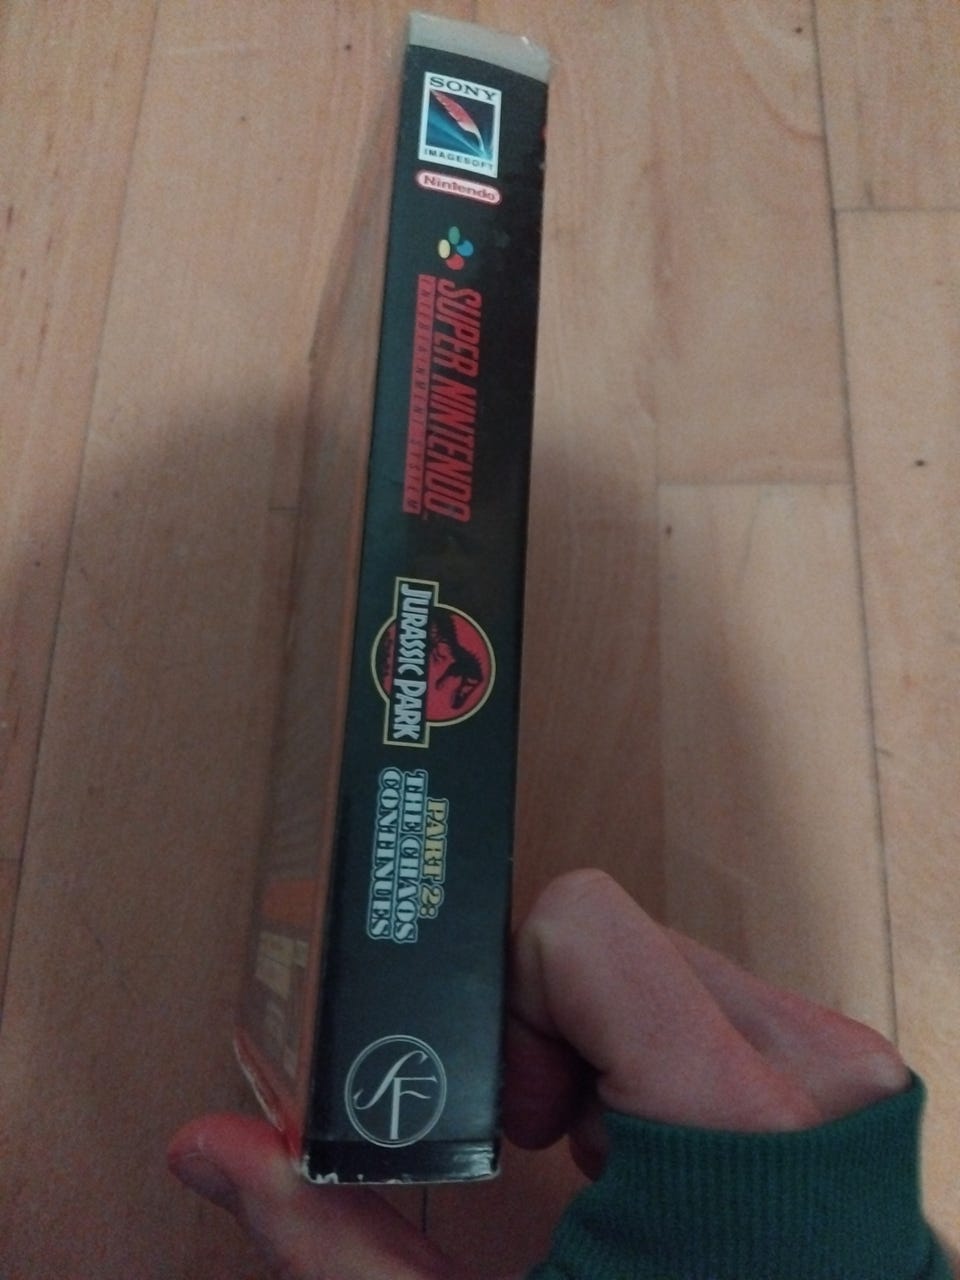 SONY
IMAGESOFT
Nintendo
SUPER NINTENDO
ENTERTAINMENT SYSTEM
JURASSIC PARK
PART 2:
THE CHAOS
CONTINUES
SF